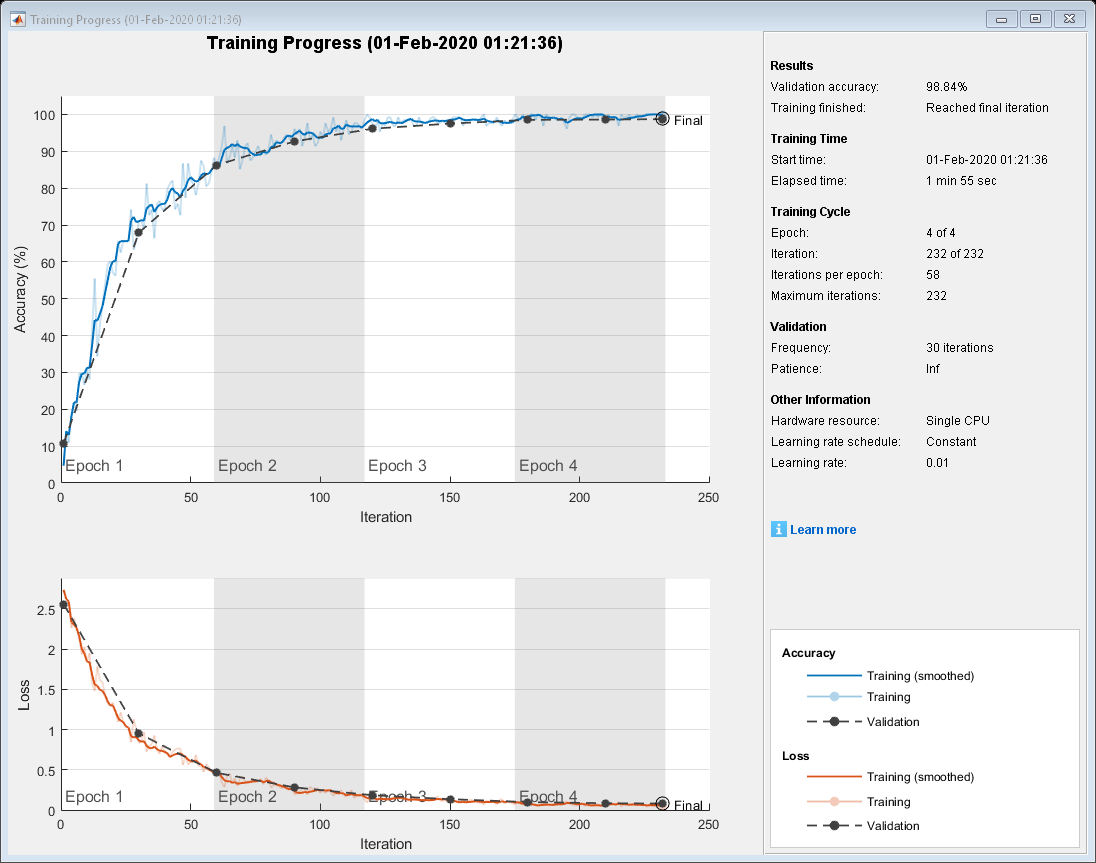 Training Progress (01-Feb-2020 01:21:36)
Training Progress (01-Feb-2020 01:21:36)
Accuracy (%)
100
90
80
70
60
50
40
30
20
10
0
Final
Epoch 1
Epoch 2
Epoch 3
Epoch 4
0
50
100
150
200
250
Iteration
Loss
2.5
2
1.5
1
0.5
0
Epoch 1
Epoch 2
Epoch 3
Epoch 4
Final
0
50
100
150
200
250
Iteration
Results
Validation accuracy: 98.84%
Training finished: Reached final iteration
Training Time
Start time: 01-Feb-2020 01:21:36
Elapsed time: 1 min 55 sec
Training Cycle
Epoch: 4 of 4
Iteration: 232 of 232
Iterations per epoch: 58
Maximum iterations: 232
Validation
Frequency: 30 iterations
Patience: Inf
Other Information
Hardware resource: Single CPU
Learning rate schedule: Constant
Learning rate: 0.01
i Learn more
Accuracy
Training (smoothed)
Training
Validation
Loss
Training (smoothed)
Training
Validation